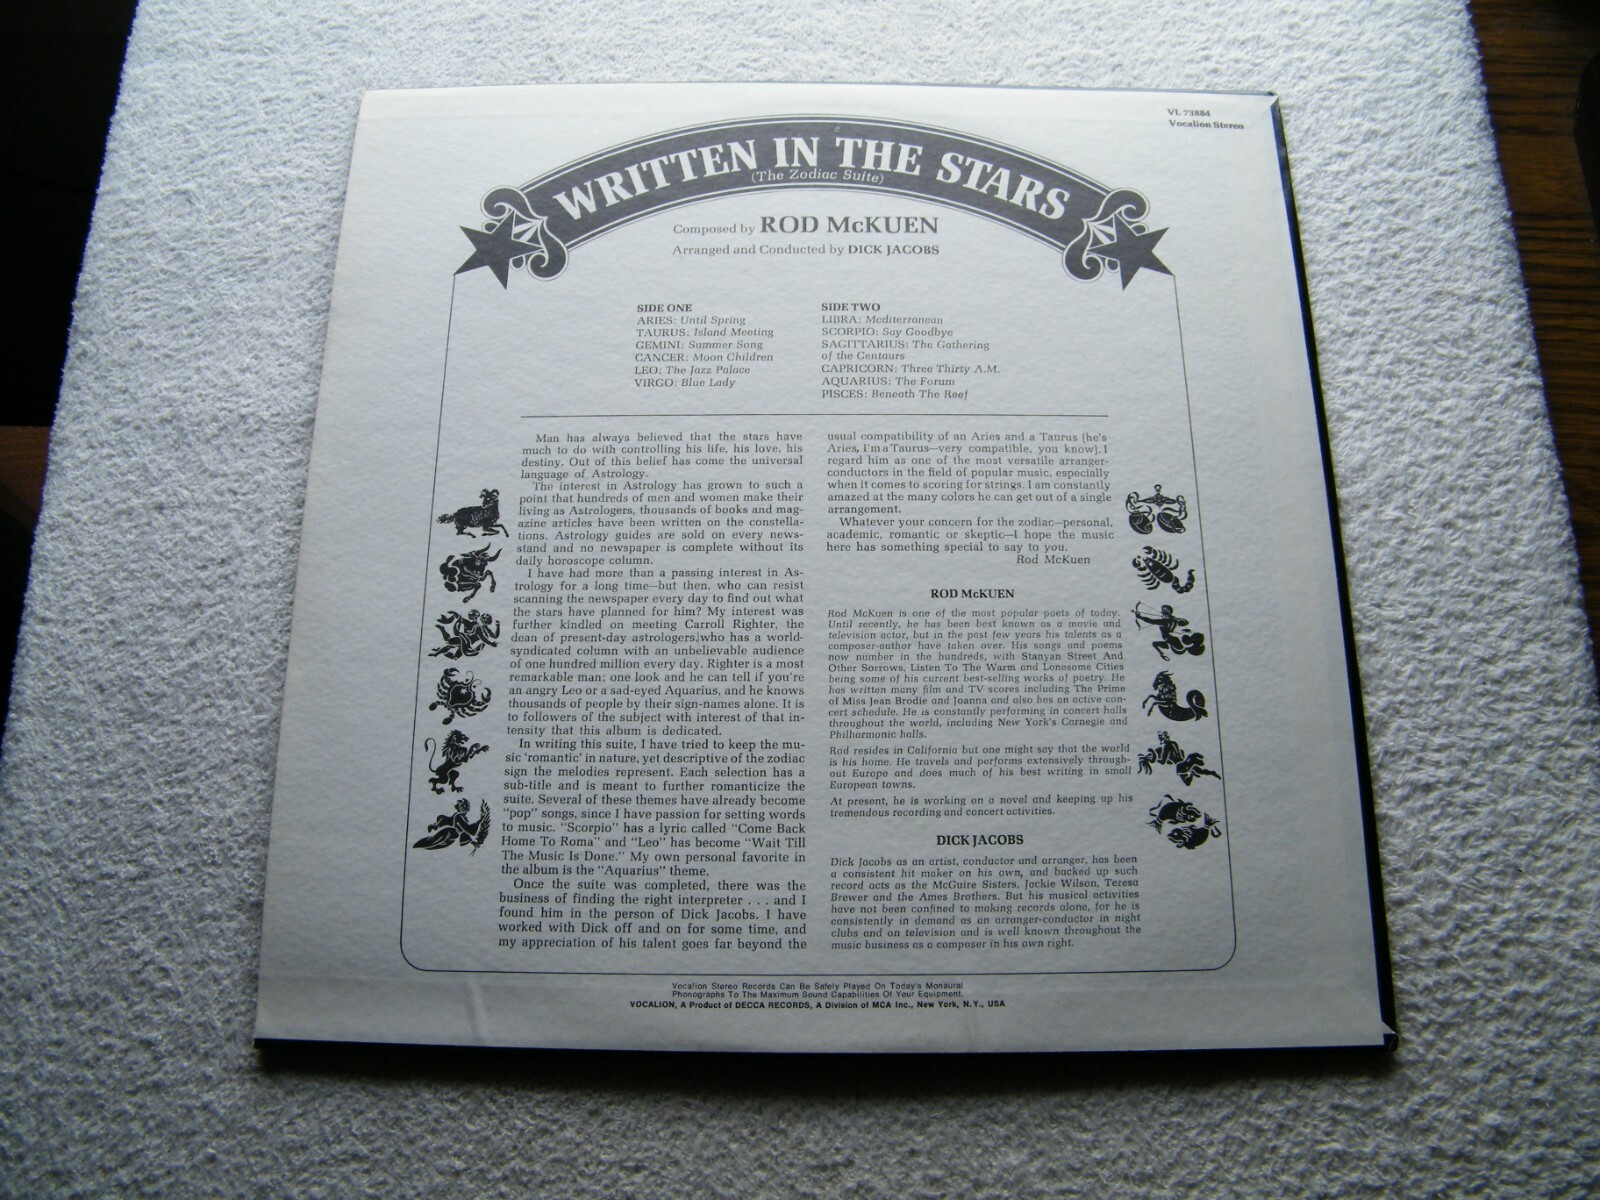 VL 73884
Vocalion Stereo
WRITTEN IN THE STARS
(The Zodiac Suite)
Composed by ROD McKUEN
Arranged and Conducted by DICK JACOBS
SIDE ONE
ARIES: Until Spring
TAURUS: Island Meeting
GEMINI: Summer Song
CANCER: Moon Children
LEO: The Jazz Palace
VIRGO: Blue Lady
SIDE TWO
LIBRA: Mediterranean
SCORPIO: Say Goodbye
SAGITTARIUS: The Gathering
of the Centaurs
CAPRICORN: Three Thirty A.M.
AQUARIUS: The Forum
PISCES: Beneath The Reef
Man has always believed that the stars have
much to do with controlling his life, his love, his
destiny. Out of this belief has come the universal
language of Astrology.
The interest in Astrology has grown to such a
point that hundreds of men and women make their
living as Astrologers, thousands of books and mag-
azine articles have been written on the constella-
tions. Astrology guides are sold on every news-
stand and no newspaper is complete without its
daily horoscope column.
I have had more than a passing interest in As-
trology for a long time—but then, who can resist
scanning the newspaper every day to find out what
the stars have planned for him? My interest was
further kindled on meeting Carroll Righter, the
dean of present-day astrologers, who has a world-
syndicated column with an unbelievable audience
of one hundred million every day. Righter is a most
remarkable man; one look and he can tell if you're
an angry Leo or a sad-eyed Aquarius, and he knows
thousands of people by their sign-names alone. It is
to followers of the subject with interest of that in-
tensity that this album is dedicated.
In writing this suite, I have tried to keep the mu-
sic 'romantic' in nature, yet descriptive of the zodiac
sign the melodies represent. Each selection has a
sub-title and is meant to further romanticize the
suite. Several of these themes have already become
"pop" songs, since I have passion for setting words
to music. "Scorpio" has a lyric called "Come Back
Home To Roma" and "Leo" has become "Wait Till
The Music Is Done." My own personal favorite in
the album is the "Aquarius" theme.
Once the suite was completed, there was the
business of finding the right interpreter . . . and I
found him in the person of Dick Jacobs. I have
worked with Dick off and on for some time, and
my appreciation of his talent goes far beyond the
usual compatibility of an Aries and a Taurus (he's
Aries, I'm a Taurus—very compatible, you know). I
regard him as one of the most versatile arranger-
conductors in the field of popular music, especially
when it comes to scoring for strings. I am constantly
amazed at the many colors he can get out of a single
arrangement.
Whatever your concern for the zodiac—personal,
academic, romantic or skeptic—I hope the music
here has something special to say to you.
Rod McKuen
ROD McKUEN
Rod McKuen is one of the most popular poets of today.
Until recently, he has been best known as a movie and
television actor, but in the past few years his talents as a
composer-author have taken over. His songs and poems
now number in the hundreds, with Stanyan Street And
Other Sorrows, Listen To The Warm and Lonesome Cities
being some of his current best-selling works of poetry. He
has written many film and TV scores including The Prime
of Miss Jean Brodie and Joanna and also has an active con-
cert schedule. He is constantly performing in concert halls
throughout the world, including New York's Carnegie and
Philharmonic halls.
Rod resides in California but one might say that the world
is his home. He travels and performs extensively through-
out Europe and does much of his best writing in small
European towns.
At present, he is working on a novel and keeping up his
tremendous recording and concert activities.
DICK JACOBS
Dick Jacobs as an artist, conductor and arranger, has been
a consistent hit maker on his own, and backed up such
record acts as the McGuire Sisters, Jackie Wilson, Teresa
Brewer and the Ames Brothers. But his musical activities
have not been confined to making records alone, for he is
consistently in demand as an arranger-conductor in night
clubs and on television and is well known throughout the
music business as a composer in his own right.
Vocalion Stereo Records Can Be Safely Played On Today's Monaural
Phonographs To The Maximum Sound Capabilities Of Your Equipment.
VOCALION, A Product of DECCA RECORDS, A Division of MCA Inc., New York, N.Y., USA